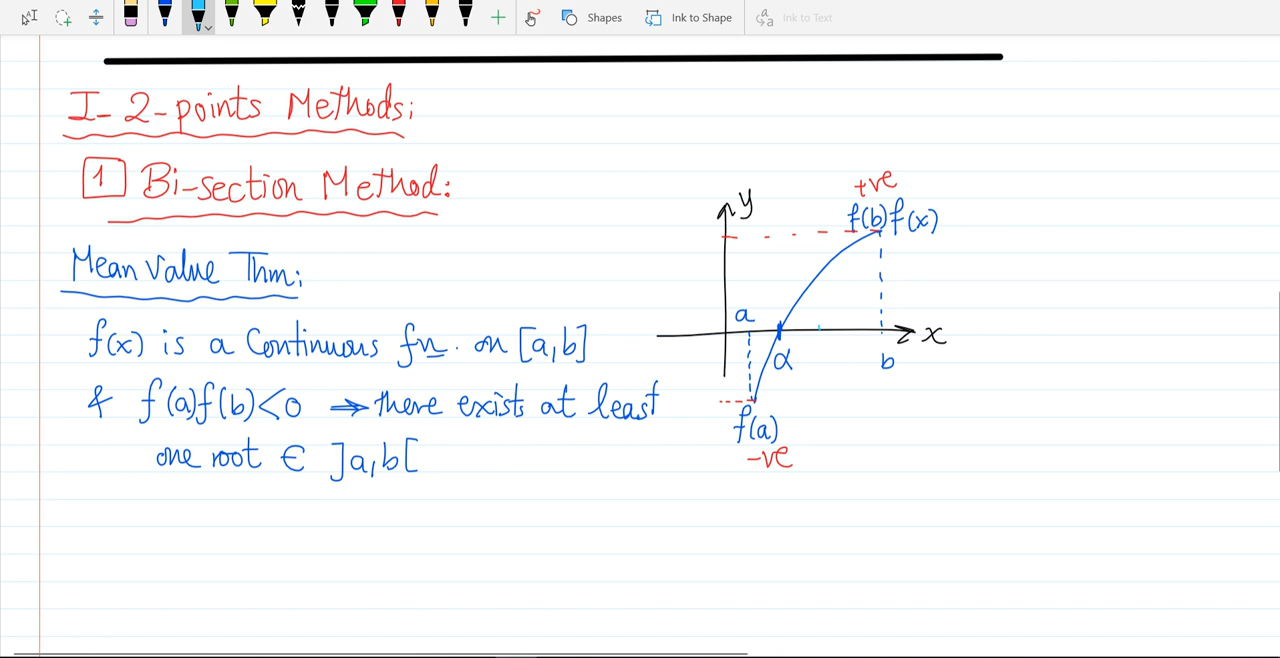 Shapes
Ink to Shape
Ink to Text
I- 2-points Methods:
1 Bi-section Method:
Mean Value Thm:
f(x) is a Continuous fn. on [a,b]
& f(a)f(b)<0 ⇒ there exists at least
one root ∈ ]a,b[
y
+ve
f(b) f(x)
a
x
α
b
f(a)
-ve